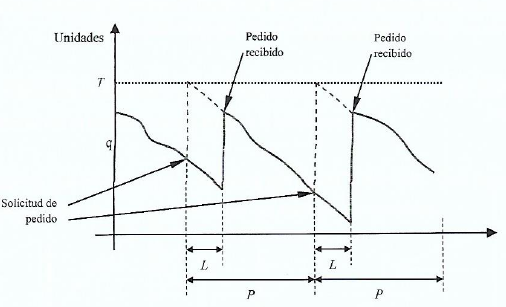 Unidades
Pedido
recibido
Pedido
recibido
T
q
Solicitud de
pedido
L
L
P
P